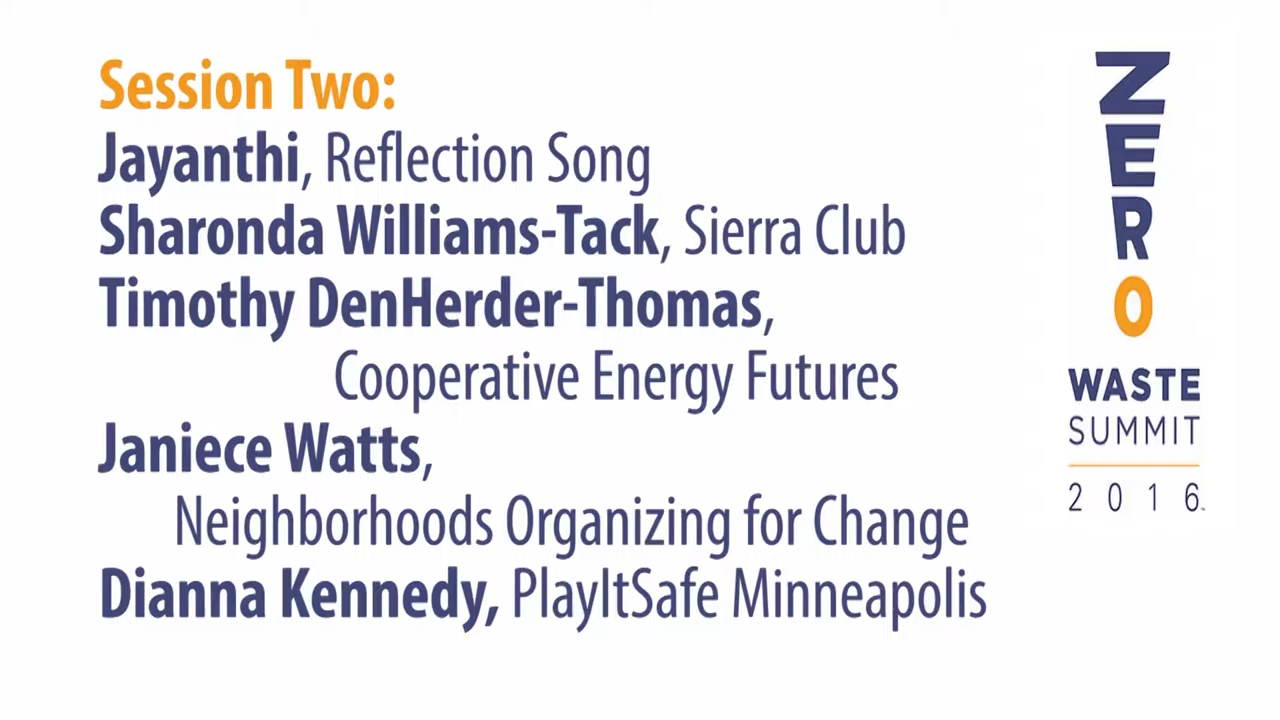 Session Two:
Jayanthi, Reflection Song
Sharonda Williams-Tack, Sierra Club
Timothy DenHerder-Thomas,
Cooperative Energy Futures
Janiece Watts,
Neighborhoods Organizing for Change
Dianna Kennedy, PlayItSafe Minneapolis
ZERO
WASTE
SUMMIT
2016